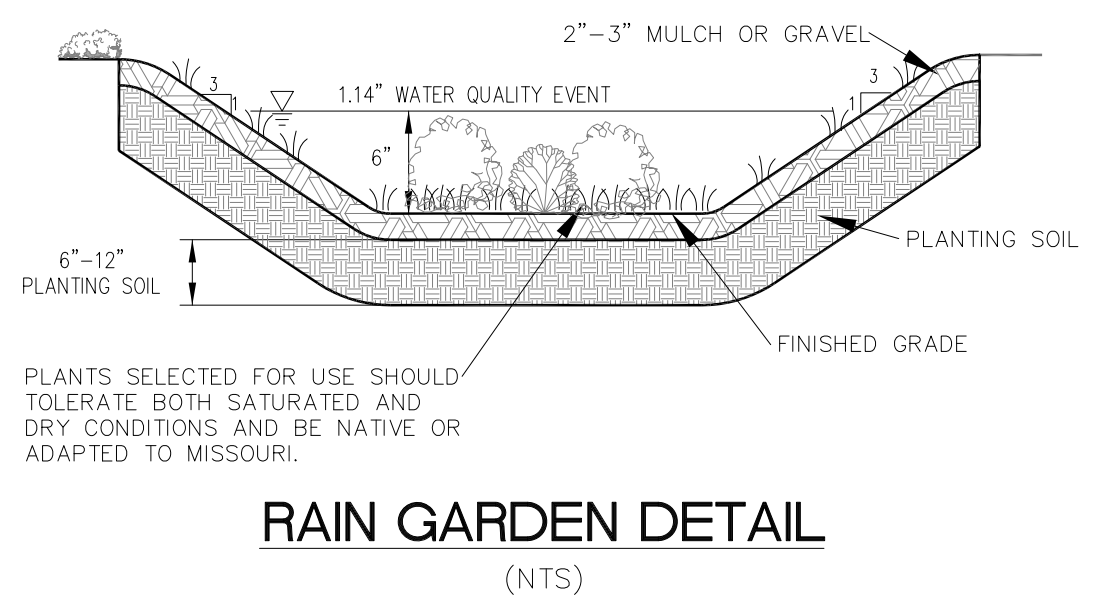 2”–3” MULCH OR GRAVEL
3
1
1.14” WATER QUALITY EVENT
3
1
6”
PLANTING SOIL
6”–12”
PLANTING SOIL
FINISHED GRADE
PLANTS SELECTED FOR USE SHOULD
TOLERATE BOTH SATURATED AND
DRY CONDITIONS AND BE NATIVE OR
ADAPTED TO MISSOURI.
RAIN GARDEN DETAIL
(NTS)